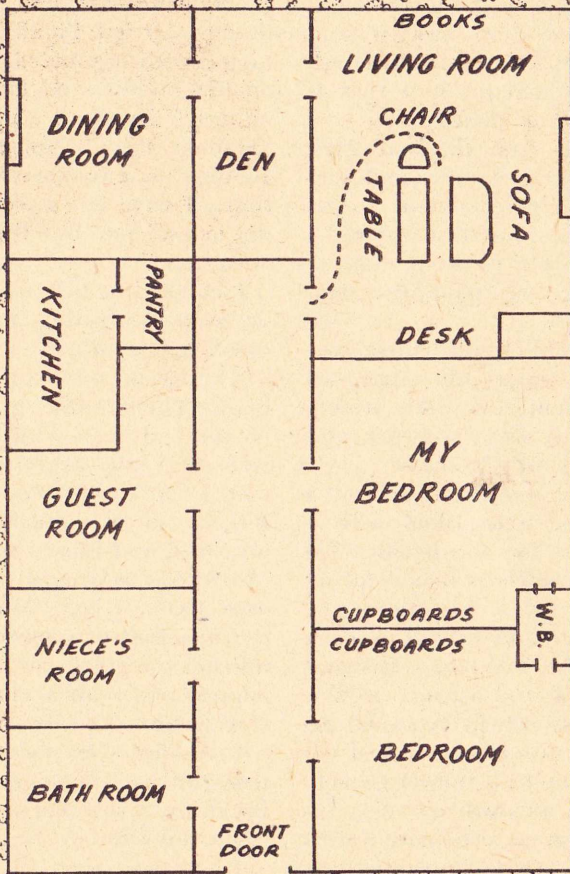 BOOKS
LIVING ROOM
CHAIR
DINING
ROOM
DEN
TABLE
SOFA
KITCHEN
PANTRY
DESK
MY
BEDROOM
GUEST
ROOM
CUPBOARDS
CUPBOARDS
W.B.
NIECE'S
ROOM
BEDROOM
BATH ROOM
FRONT
DOOR